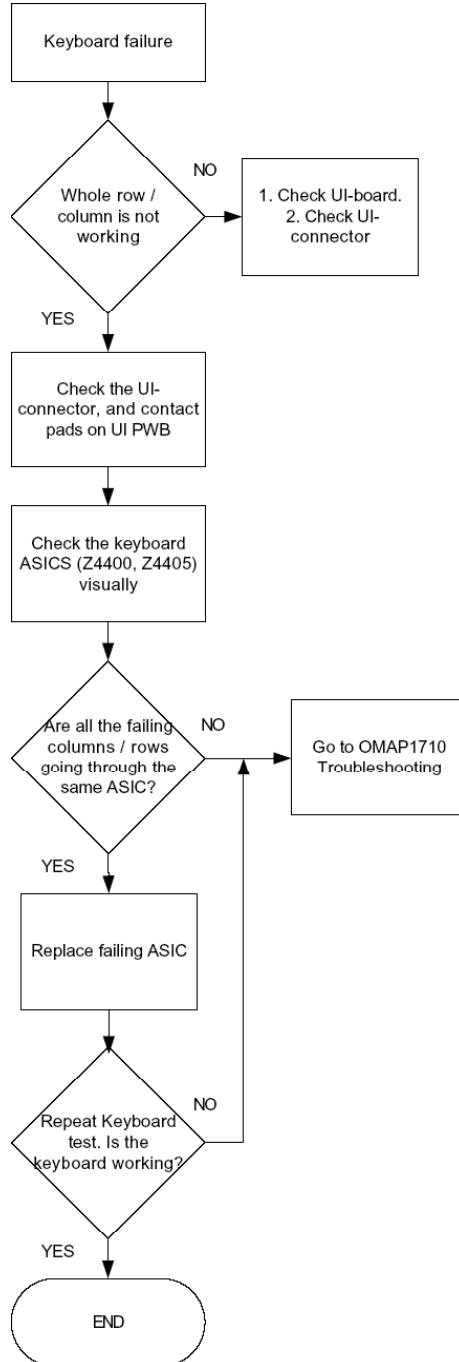 Keyboard failure
Whole row /
column is not
working
NO
1. Check UI-board.
2. Check UI-
connector
YES
Check the UI-
connector, and contact
pads on UI PWB
Check the keyboard
ASICS (Z4400, Z4405)
visually
Are all the failing
columns / rows
going through the
same ASIC?
NO
Go to OMAP1710
Troubleshooting
YES
Replace failing ASIC
Repeat Keyboard
test. Is the
keyboard working?
NO
YES
END